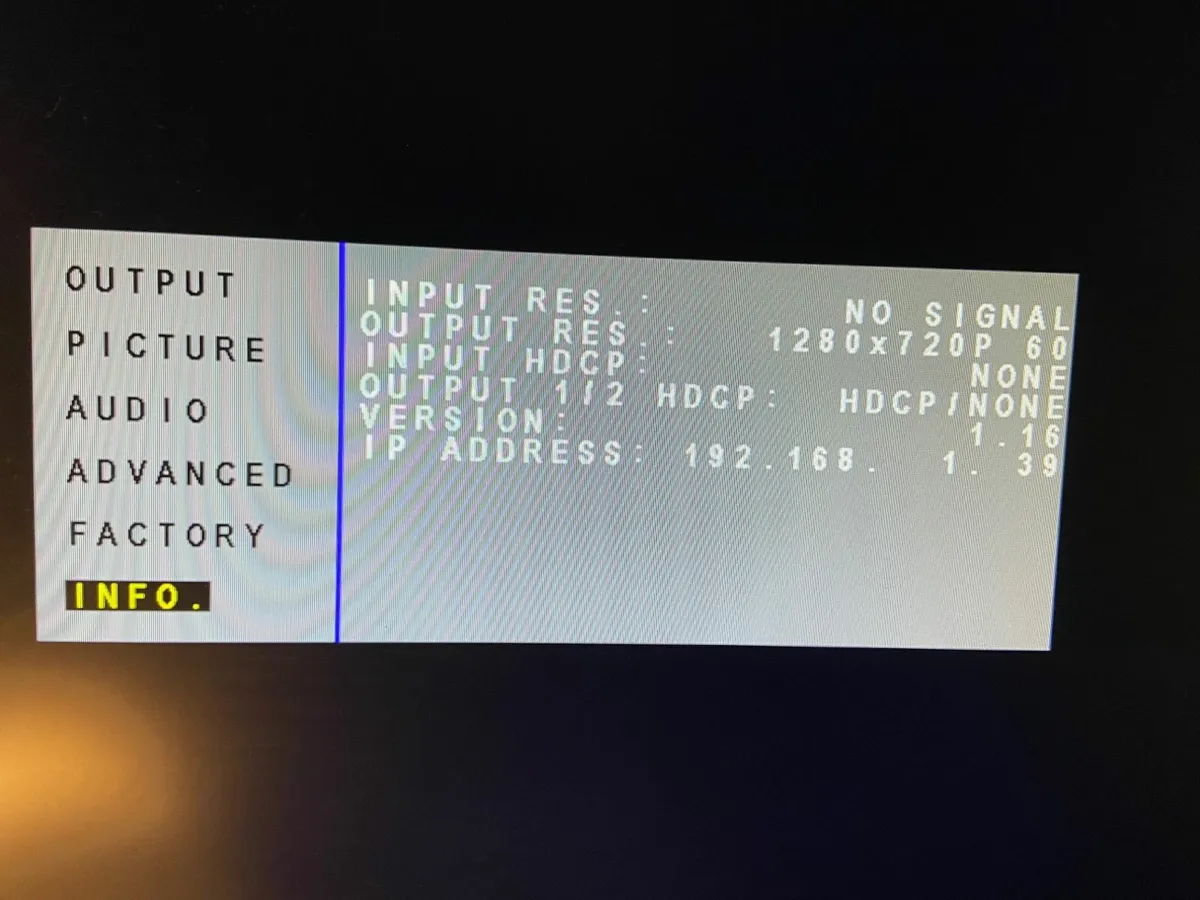 OUTPUT
PICTURE
AUDIO
ADVANCED
FACTORY
INFO.
INPUT RES.: NO SIGNAL
OUTPUT RES.: 1280x720P 60
INPUT HDCP: NONE
OUTPUT 1/2 HDCP: HDCP/NONE
VERSION: 1.16
IP ADDRESS: 192.168. 1. 39